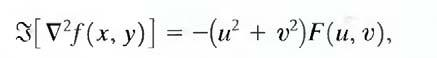 ℑ[∇²f(x, y)] = −(u² + v²)F(u, v),